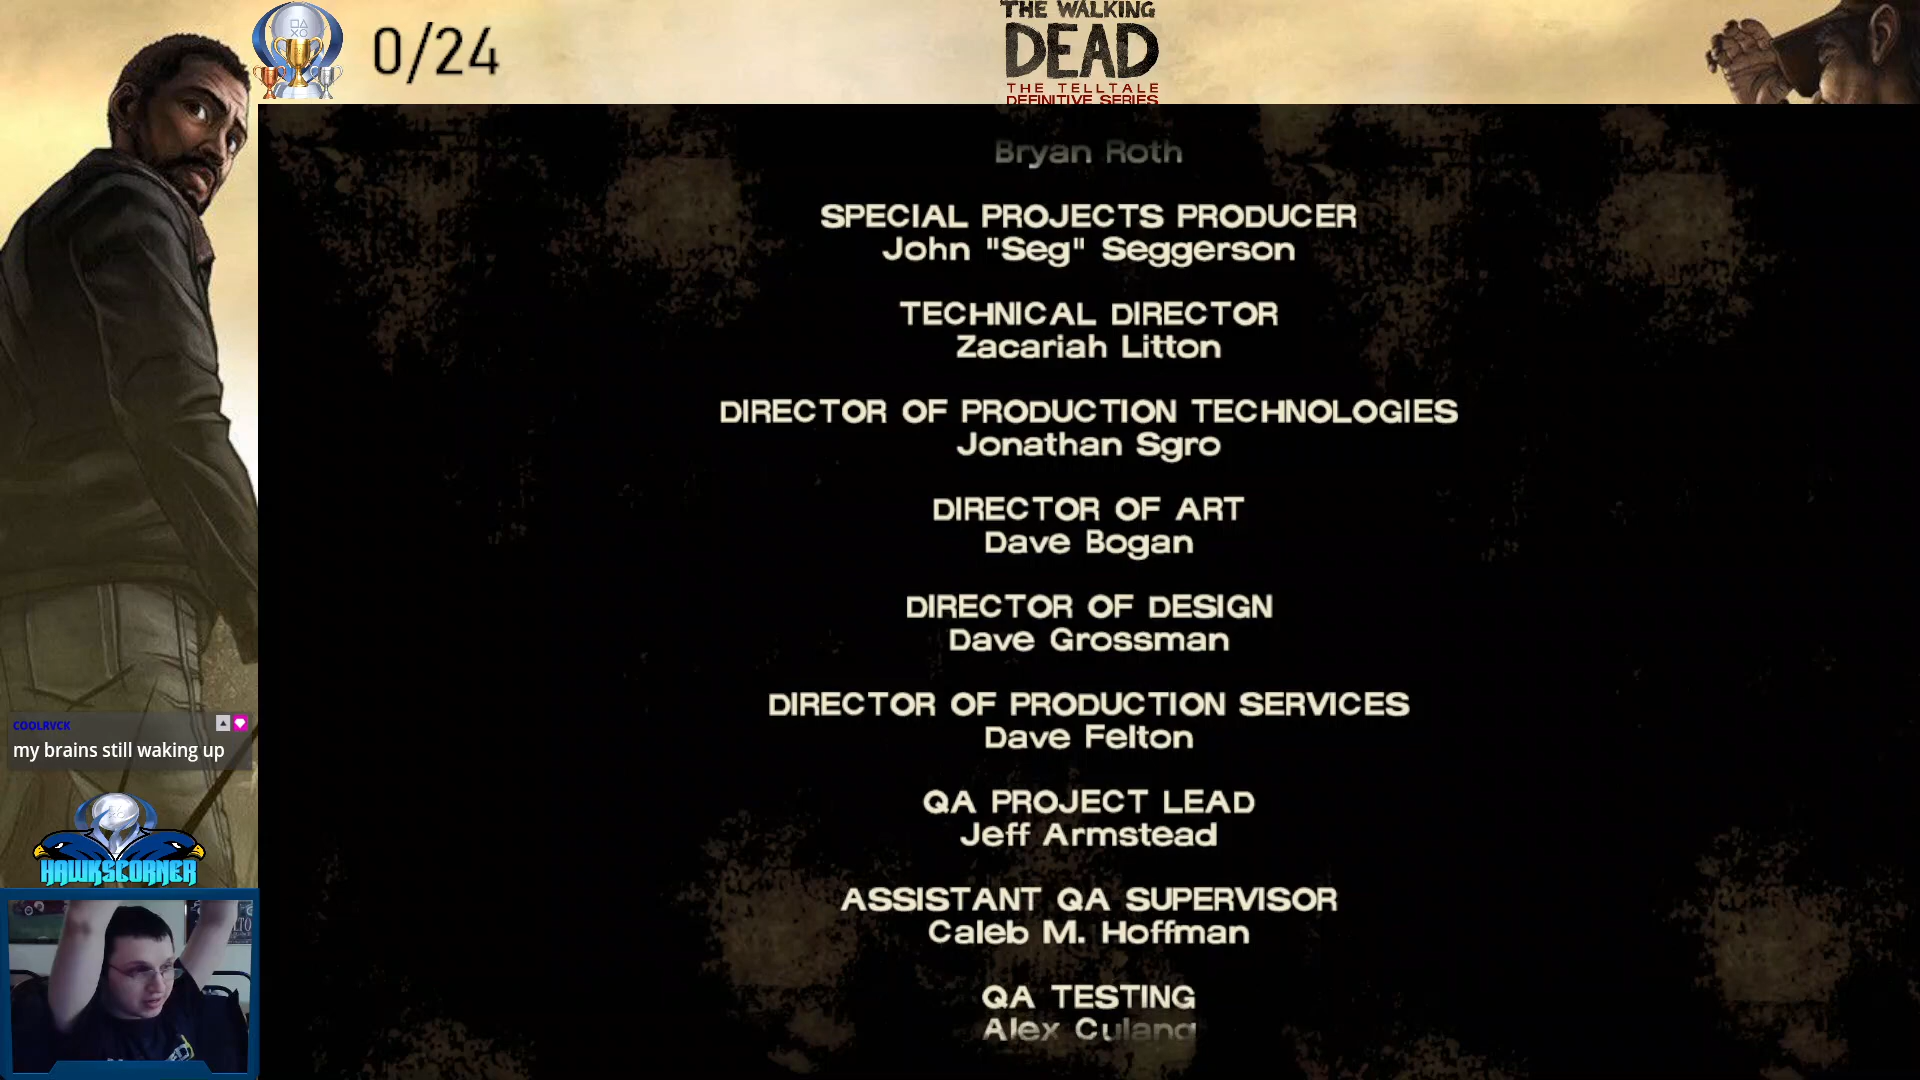 0/24
THE WALKING
DEAD
THE TELLTALE
DEFINITIVE SERIES
Bryan Roth
SPECIAL PROJECTS PRODUCER
John "Seg" Seggerson
TECHNICAL DIRECTOR
Zacariah Litton
DIRECTOR OF PRODUCTION TECHNOLOGIES
Jonathan Sgro
DIRECTOR OF ART
Dave Bogan
DIRECTOR OF DESIGN
Dave Grossman
DIRECTOR OF PRODUCTION SERVICES
Dave Felton
QA PROJECT LEAD
Jeff Armstead
ASSISTANT QA SUPERVISOR
Caleb M. Hoffman
QA TESTING
Alex
COOLRVCK
my brains still waking up
HAWKSCORNER